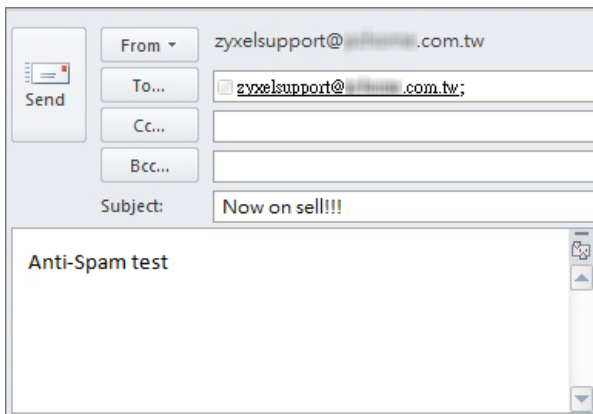 From
zyxelsupport@ .com.tw
Send
To...
zyxelsupport@ .com.tw;
Cc...
Bcc...
Subject:
Now on sell!!!
Anti-Spam test